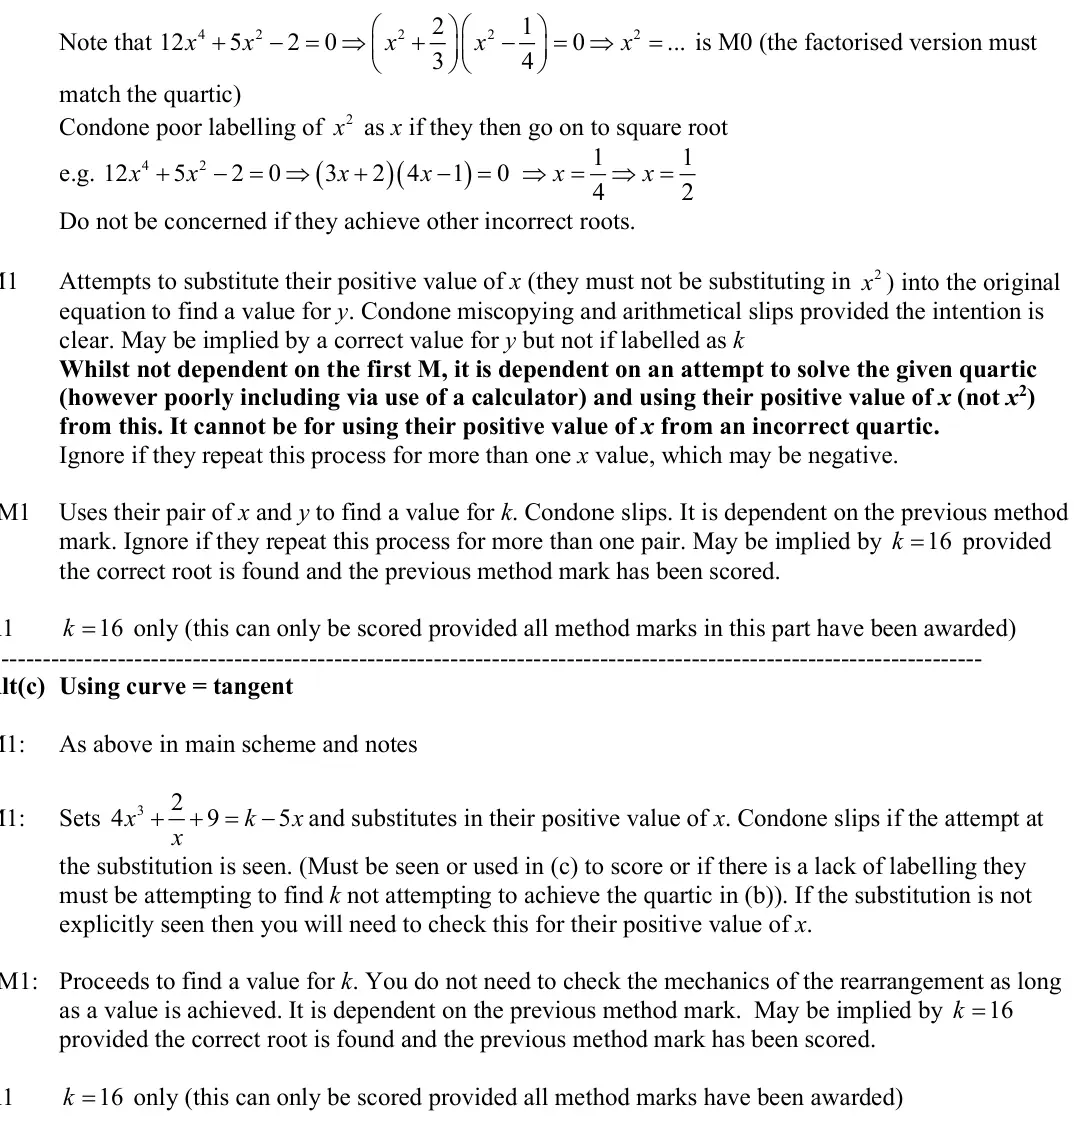 Note that 12x⁴ + 5x² − 2 = 0 ⇒ (x² + 2/3)(x² − 1/4) = 0 ⇒ x² = ... is M0 (the factorised version must
match the quartic)
Condone poor labelling of x² as x if they then go on to square root
e.g. 12x⁴ + 5x² − 2 = 0 ⇒ (3x + 2)(4x − 1) = 0 ⇒ x = 1/4 ⇒ x = 1/2
Do not be concerned if they achieve other incorrect roots.
M1 Attempts to substitute their positive value of x (they must not be substituting in x²) into the original
equation to find a value for y. Condone miscopying and arithmetical slips provided the intention is
clear. May be implied by a correct value for y but not if labelled as k
Whilst not dependent on the first M, it is dependent on an attempt to solve the given quartic
(however poorly including via use of a calculator) and using their positive value of x (not x²)
from this. It cannot be for using their positive value of x from an incorrect quartic.
Ignore if they repeat this process for more than one x value, which may be negative.
M1 Uses their pair of x and y to find a value for k. Condone slips. It is dependent on the previous method
mark. Ignore if they repeat this process for more than one pair. May be implied by k = 16 provided
the correct root is found and the previous method mark has been scored.
1 k = 16 only (this can only be scored provided all method marks in this part have been awarded)
lt(c) Using curve = tangent
M1: As above in main scheme and notes
M1: Sets 4x³ + 2/x + 9 = k − 5x and substitutes in their positive value of x. Condone slips if the attempt at
the substitution is seen. (Must be seen or used in (c) to score or if there is a lack of labelling they
must be attempting to find k not attempting to achieve the quartic in (b)). If the substitution is not
explicitly seen then you will need to check this for their positive value of x.
M1: Proceeds to find a value for k. You do not need to check the mechanics of the rearrangement as long
as a value is achieved. It is dependent on the previous method mark. May be implied by k = 16
provided the correct root is found and the previous method mark has been scored.
1 k = 16 only (this can only be scored provided all method marks have been awarded)